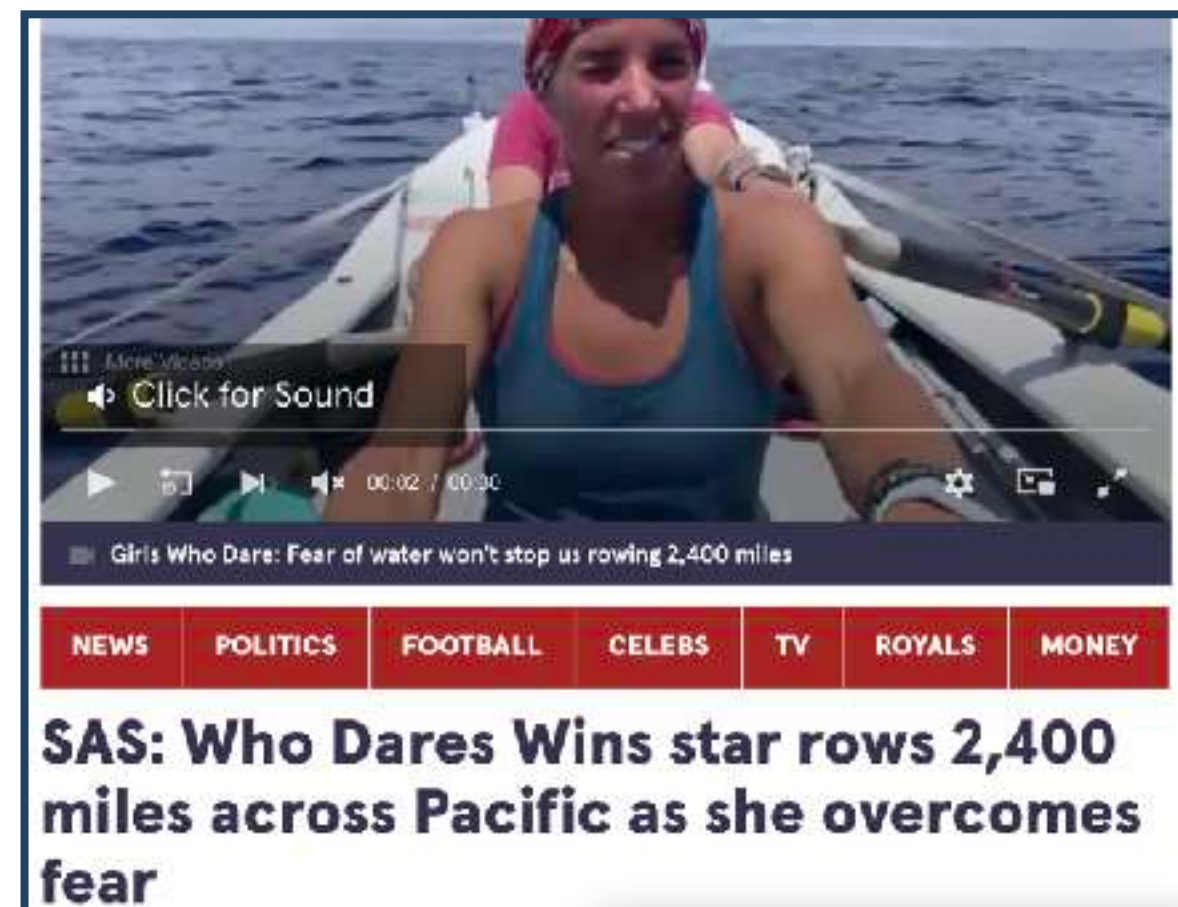 More Videos
Click for Sound
00:02 / 00:30
Girls Who Dare: Fear of water won't stop us rowing 2,400 miles
NEWS POLITICS FOOTBALL CELEBS TV ROYALS MONEY
SAS: Who Dares Wins star rows 2,400
miles across Pacific as she overcomes
fear